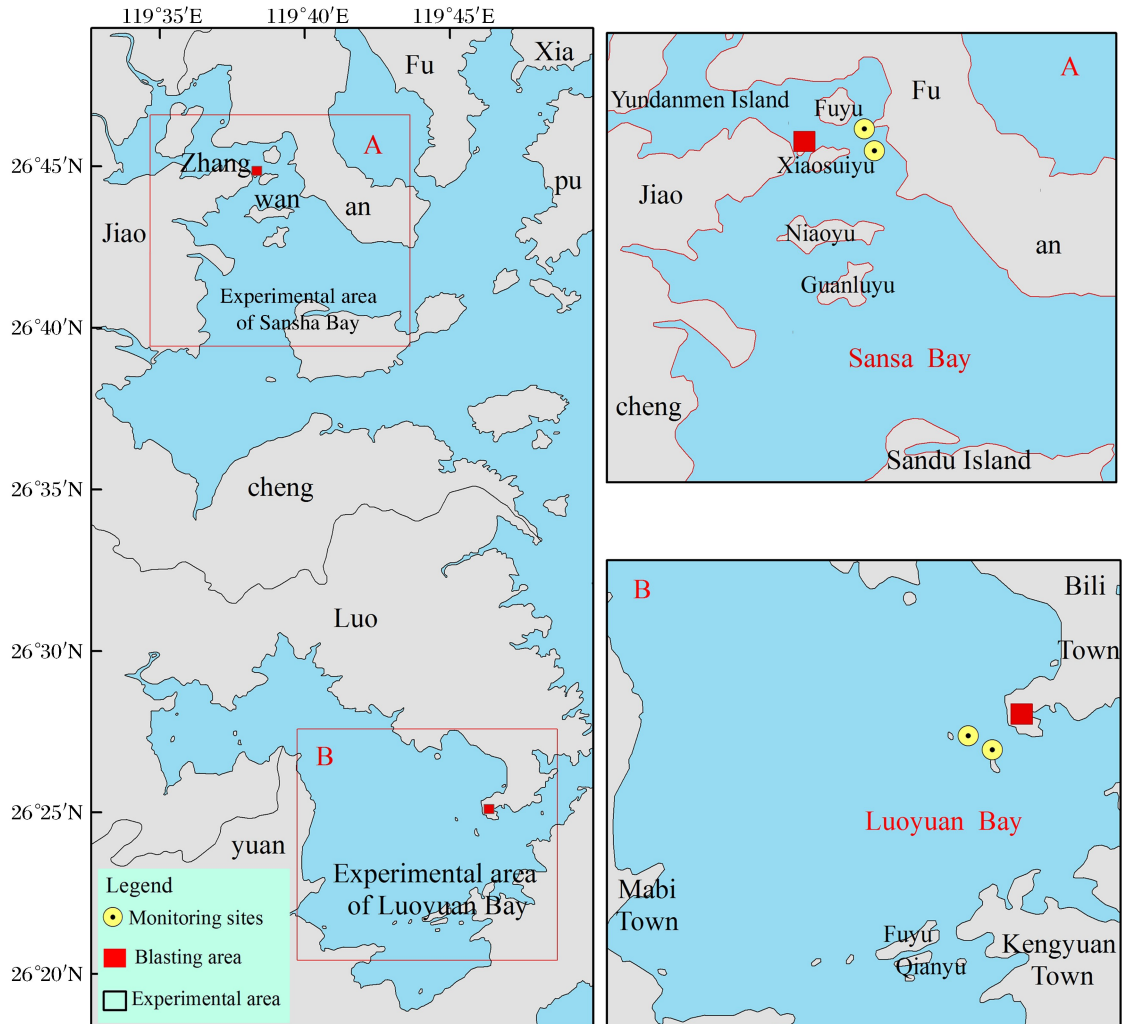 119°35′E 119°40′E 119°45′E
26°45′N
26°40′N
26°35′N
26°30′N
26°25′N
26°20′N
Fu
Xia
A
Zhang
wan
an
pu
Jiao
Experimental area
of Sansha Bay
cheng
Luo
B
yuan
Experimental area
of Luoyuan Bay
Legend
Monitoring sites
Blasting area
Experimental area
A
Yundanmen Island
Fuyu
Fu
Xiaosuiyu
Jiao
Niaoyu
an
Guanluyu
Sansa Bay
cheng
Sandu Island
B
Bili
Town
Luoyuan Bay
Mabi
Town
Fuyu
Qianyu
Kengyuan
Town